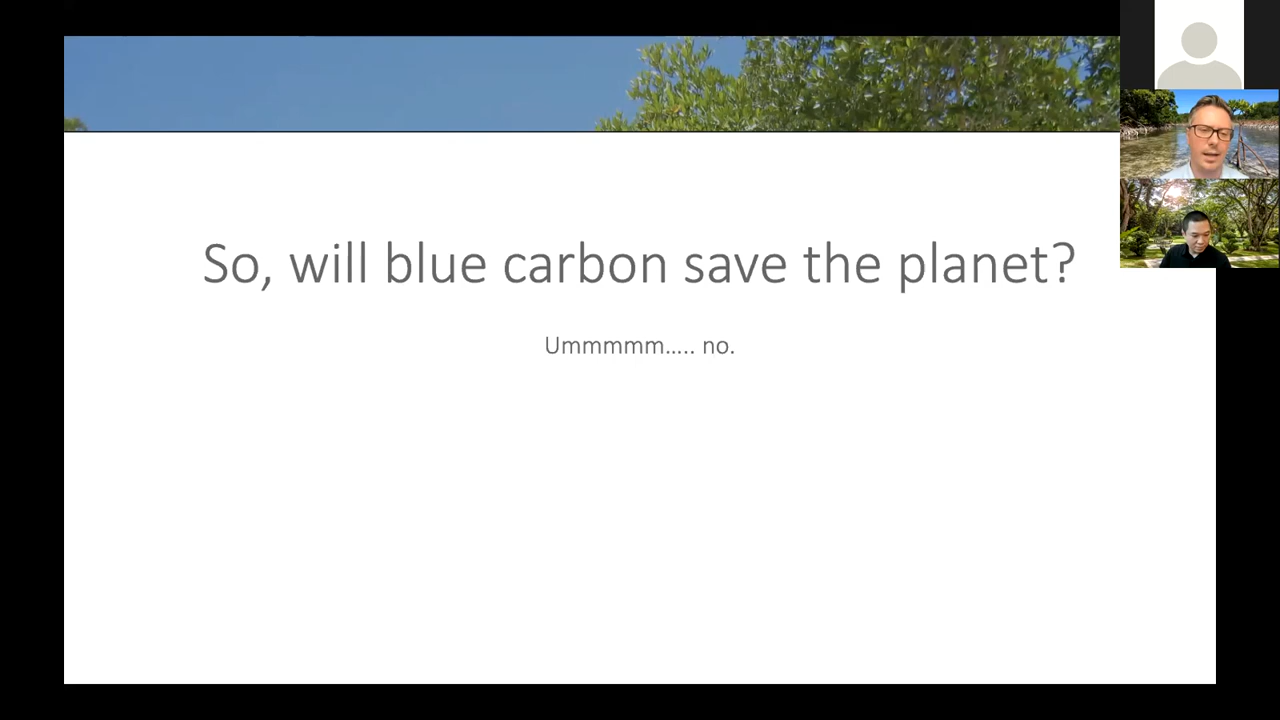 So, will blue carbon save the planet?
Ummmmm..... no.